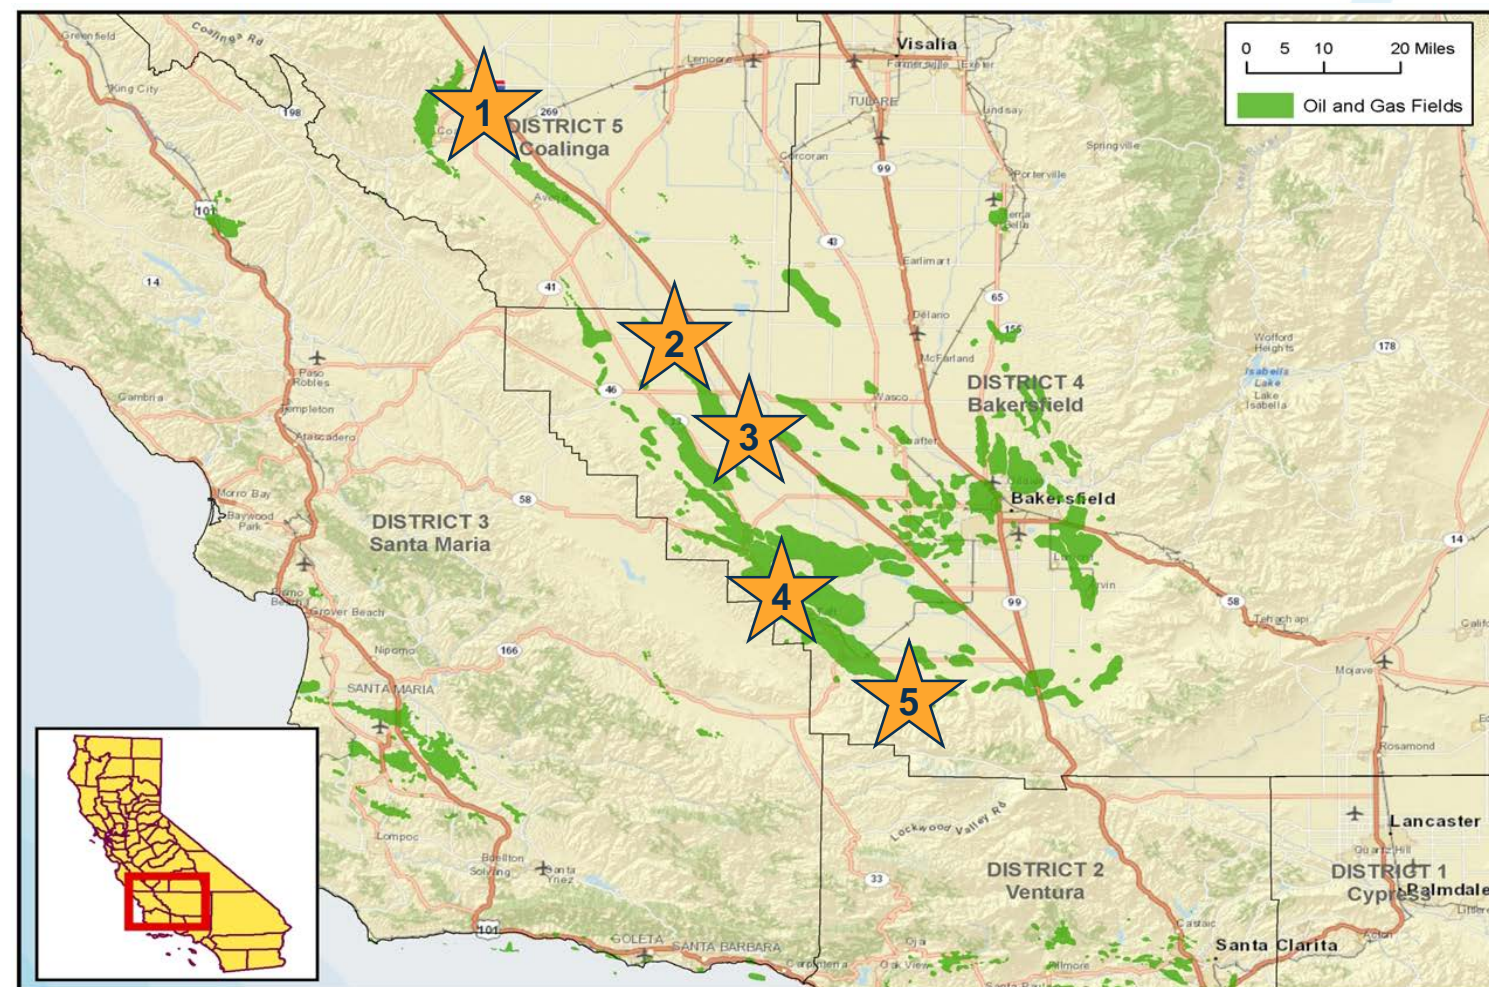 Greenfield
Coalinga Rd
King City
198
101
14
Lemoore
Visalia
Farmersville
Exeter
TULARE
Lindsay
0 5 10 20 Miles
Oil and Gas Fields
1
269
DISTRICT 5
Coalinga
Corcoran
99
Springville
Porterville
43
Earlimart
41
65
Delano
McFarland
155
Wofford
Heights
178
Isabella
Lake
Lake
Isabella
2
Paso
Robles
Cambria
Templeton
Atascadero
46
33
3
Wasco
Shafter
DISTRICT 4
Bakersfield
Bakersfield
Morro Bay
Baywood
Park
58
DISTRICT 3
Santa Maria
14
4
Taft
Arvin
99
58
Tehachapi
Pismo
Beach
Grover Beach
Nipomo
166
Mojave
SANTA MARIA
5
Rosamond
Lompoc
Buellton
Solvang
Santa
Ynez
Lockwood Valley Rd
33
DISTRICT 2
Ventura
Lancaster
Quartz Hill
DISTRICT 1
Cypress
Palmdale
Acton
Castaic
Santa Clarita
101
GOLETA
SANTA BARBARA
Carpinteria
Ojai
Oak View
Fillmore